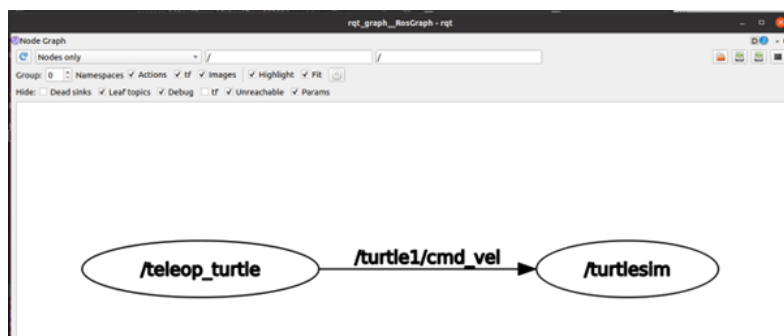 rqt_graph__RosGraph - rqt
Node Graph
Nodes only / /
Group: 0 Namespaces Actions tf Images Highlight Fit
Hide: Dead sinks Leaf topics Debug tf Unreachable Params
/teleop_turtle /turtle1/cmd_vel /turtlesim